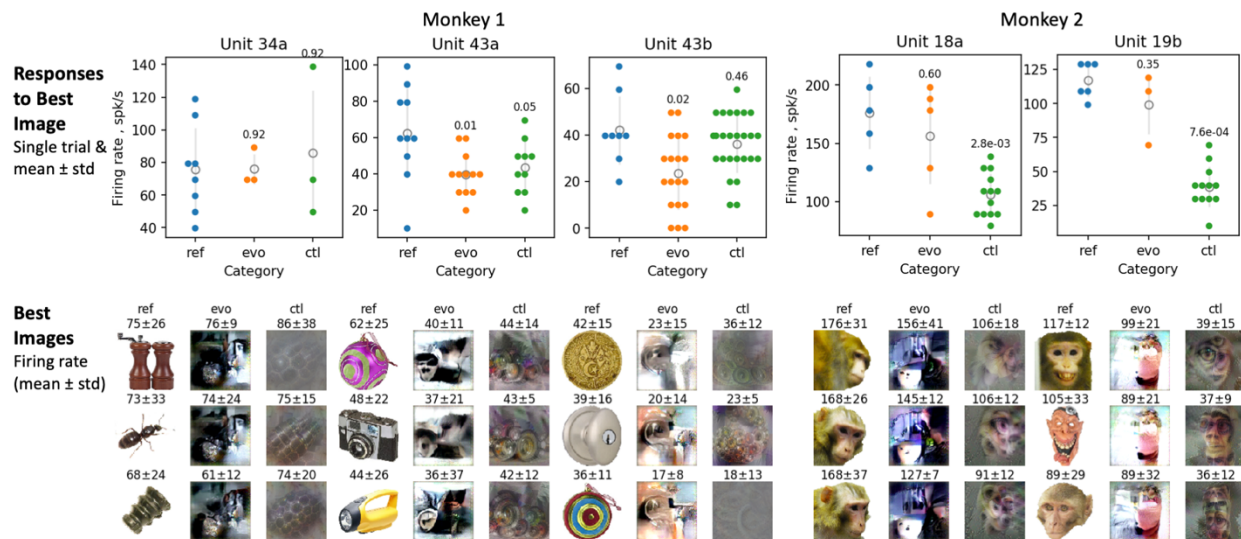 Monkey 1
Monkey 2
Responses to Best Image
Single trial & mean ± std
Unit 34a
Firing rate , spk/s
140
120
100
80
60
40
0.92
0.92
ref evo ctl
Category
Unit 43a
100
80
60
40
20
0.01
0.05
ref evo ctl
Category
Unit 43b
60
40
20
0
0.02
0.46
ref evo ctl
Category
Unit 18a
Firing rate , spk/s
200
150
100
0.60
2.8e-03
ref evo ctl
Category
Unit 19b
125
100
75
50
25
0.35
7.6e-04
ref evo ctl
Category
Best Images
Firing rate (mean ± std)
ref evo ctl ref evo ctl ref evo ctl ref evo ctl ref evo ctl
75±26 76±9 86±38 62±25 40±11 44±14 42±15 23±15 36±12 176±31 156±41 106±18 117±12 99±21 39±15
73±33 74±24 75±15 48±22 37±21 43±5 39±16 20±14 23±5 168±26 145±12 106±12 105±33 89±21 37±9
68±24 61±12 74±20 44±26 36±37 42±12 36±11 17±8 18±13 168±37 127±7 91±12 89±29 89±32 36±12